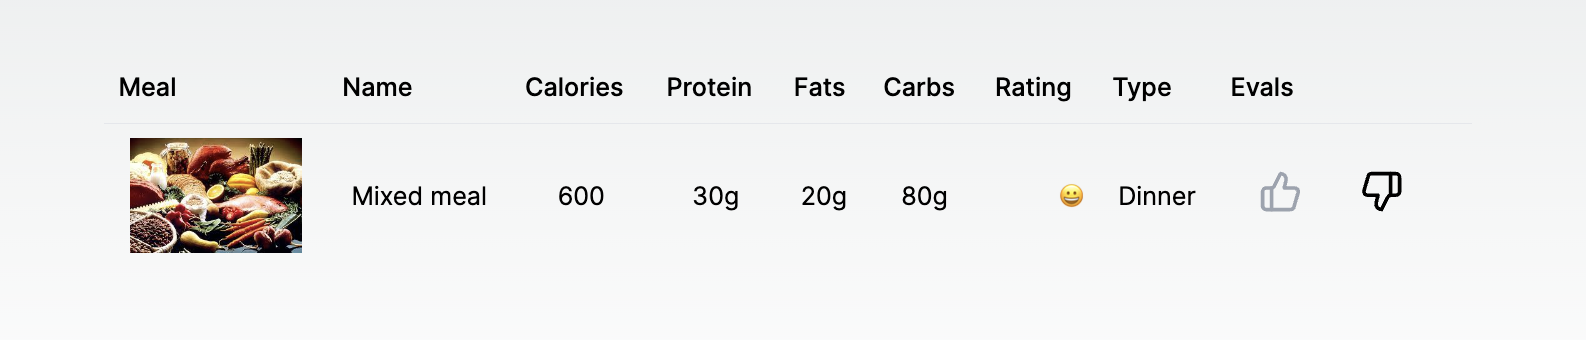 Meal Name Calories Protein Fats Carbs Rating Type Evals
Mixed meal 600 30g 20g 80g 😀 Dinner